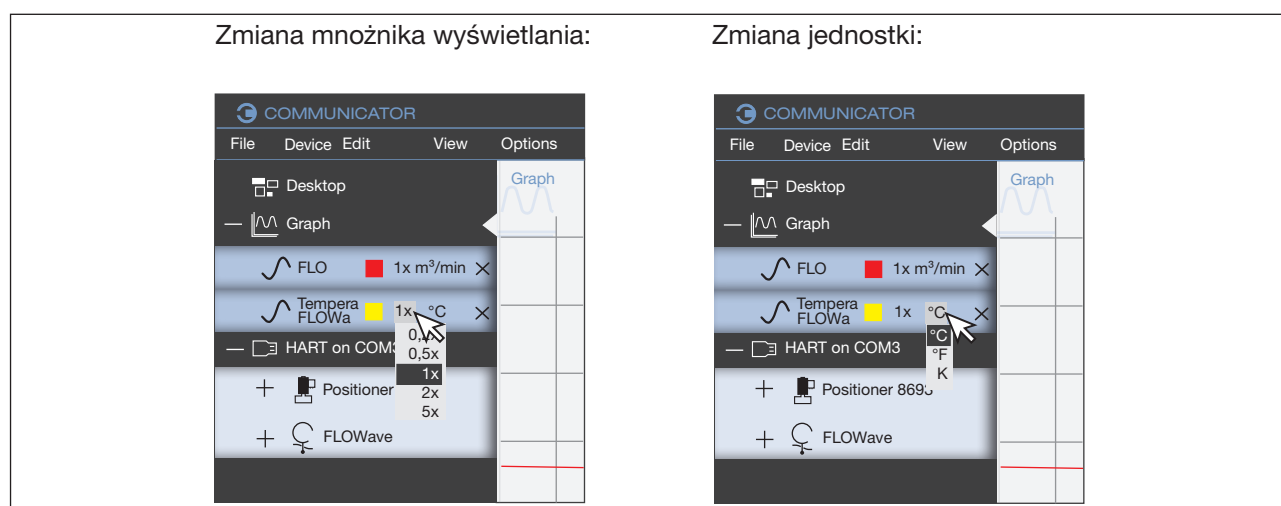 Zmiana mnożnika wyświetlania:
COMMUNICATOR
File Device Edit View Options
Desktop
Graph
Graph
FLO 1x m³/min
Tempera
FLOWa 1x °C
HART on COM3
0,5x
1x
2x
5x
Positioner
FLOWave
Zmiana jednostki:
COMMUNICATOR
File Device Edit View Options
Desktop
Graph
Graph
FLO 1x m³/min
Tempera
FLOWa 1x °C
°C
°F
K
HART on COM3
Positioner
FLOWave